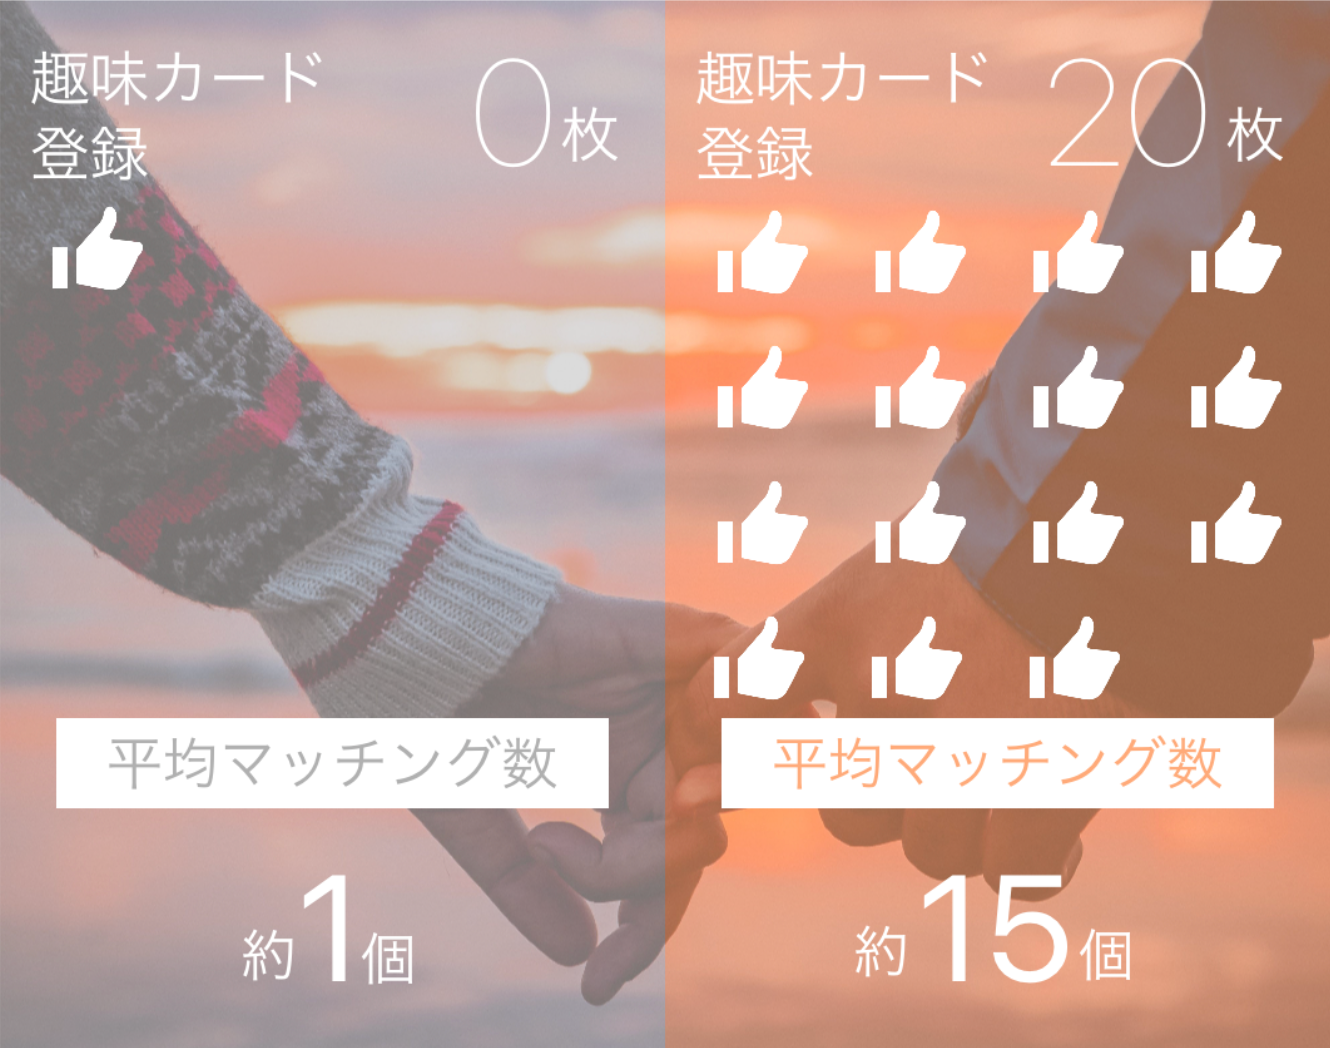 趣味カード
登録
0枚
平均マッチング数
約1個
趣味カード
登録
20枚
平均マッチング数
約15個